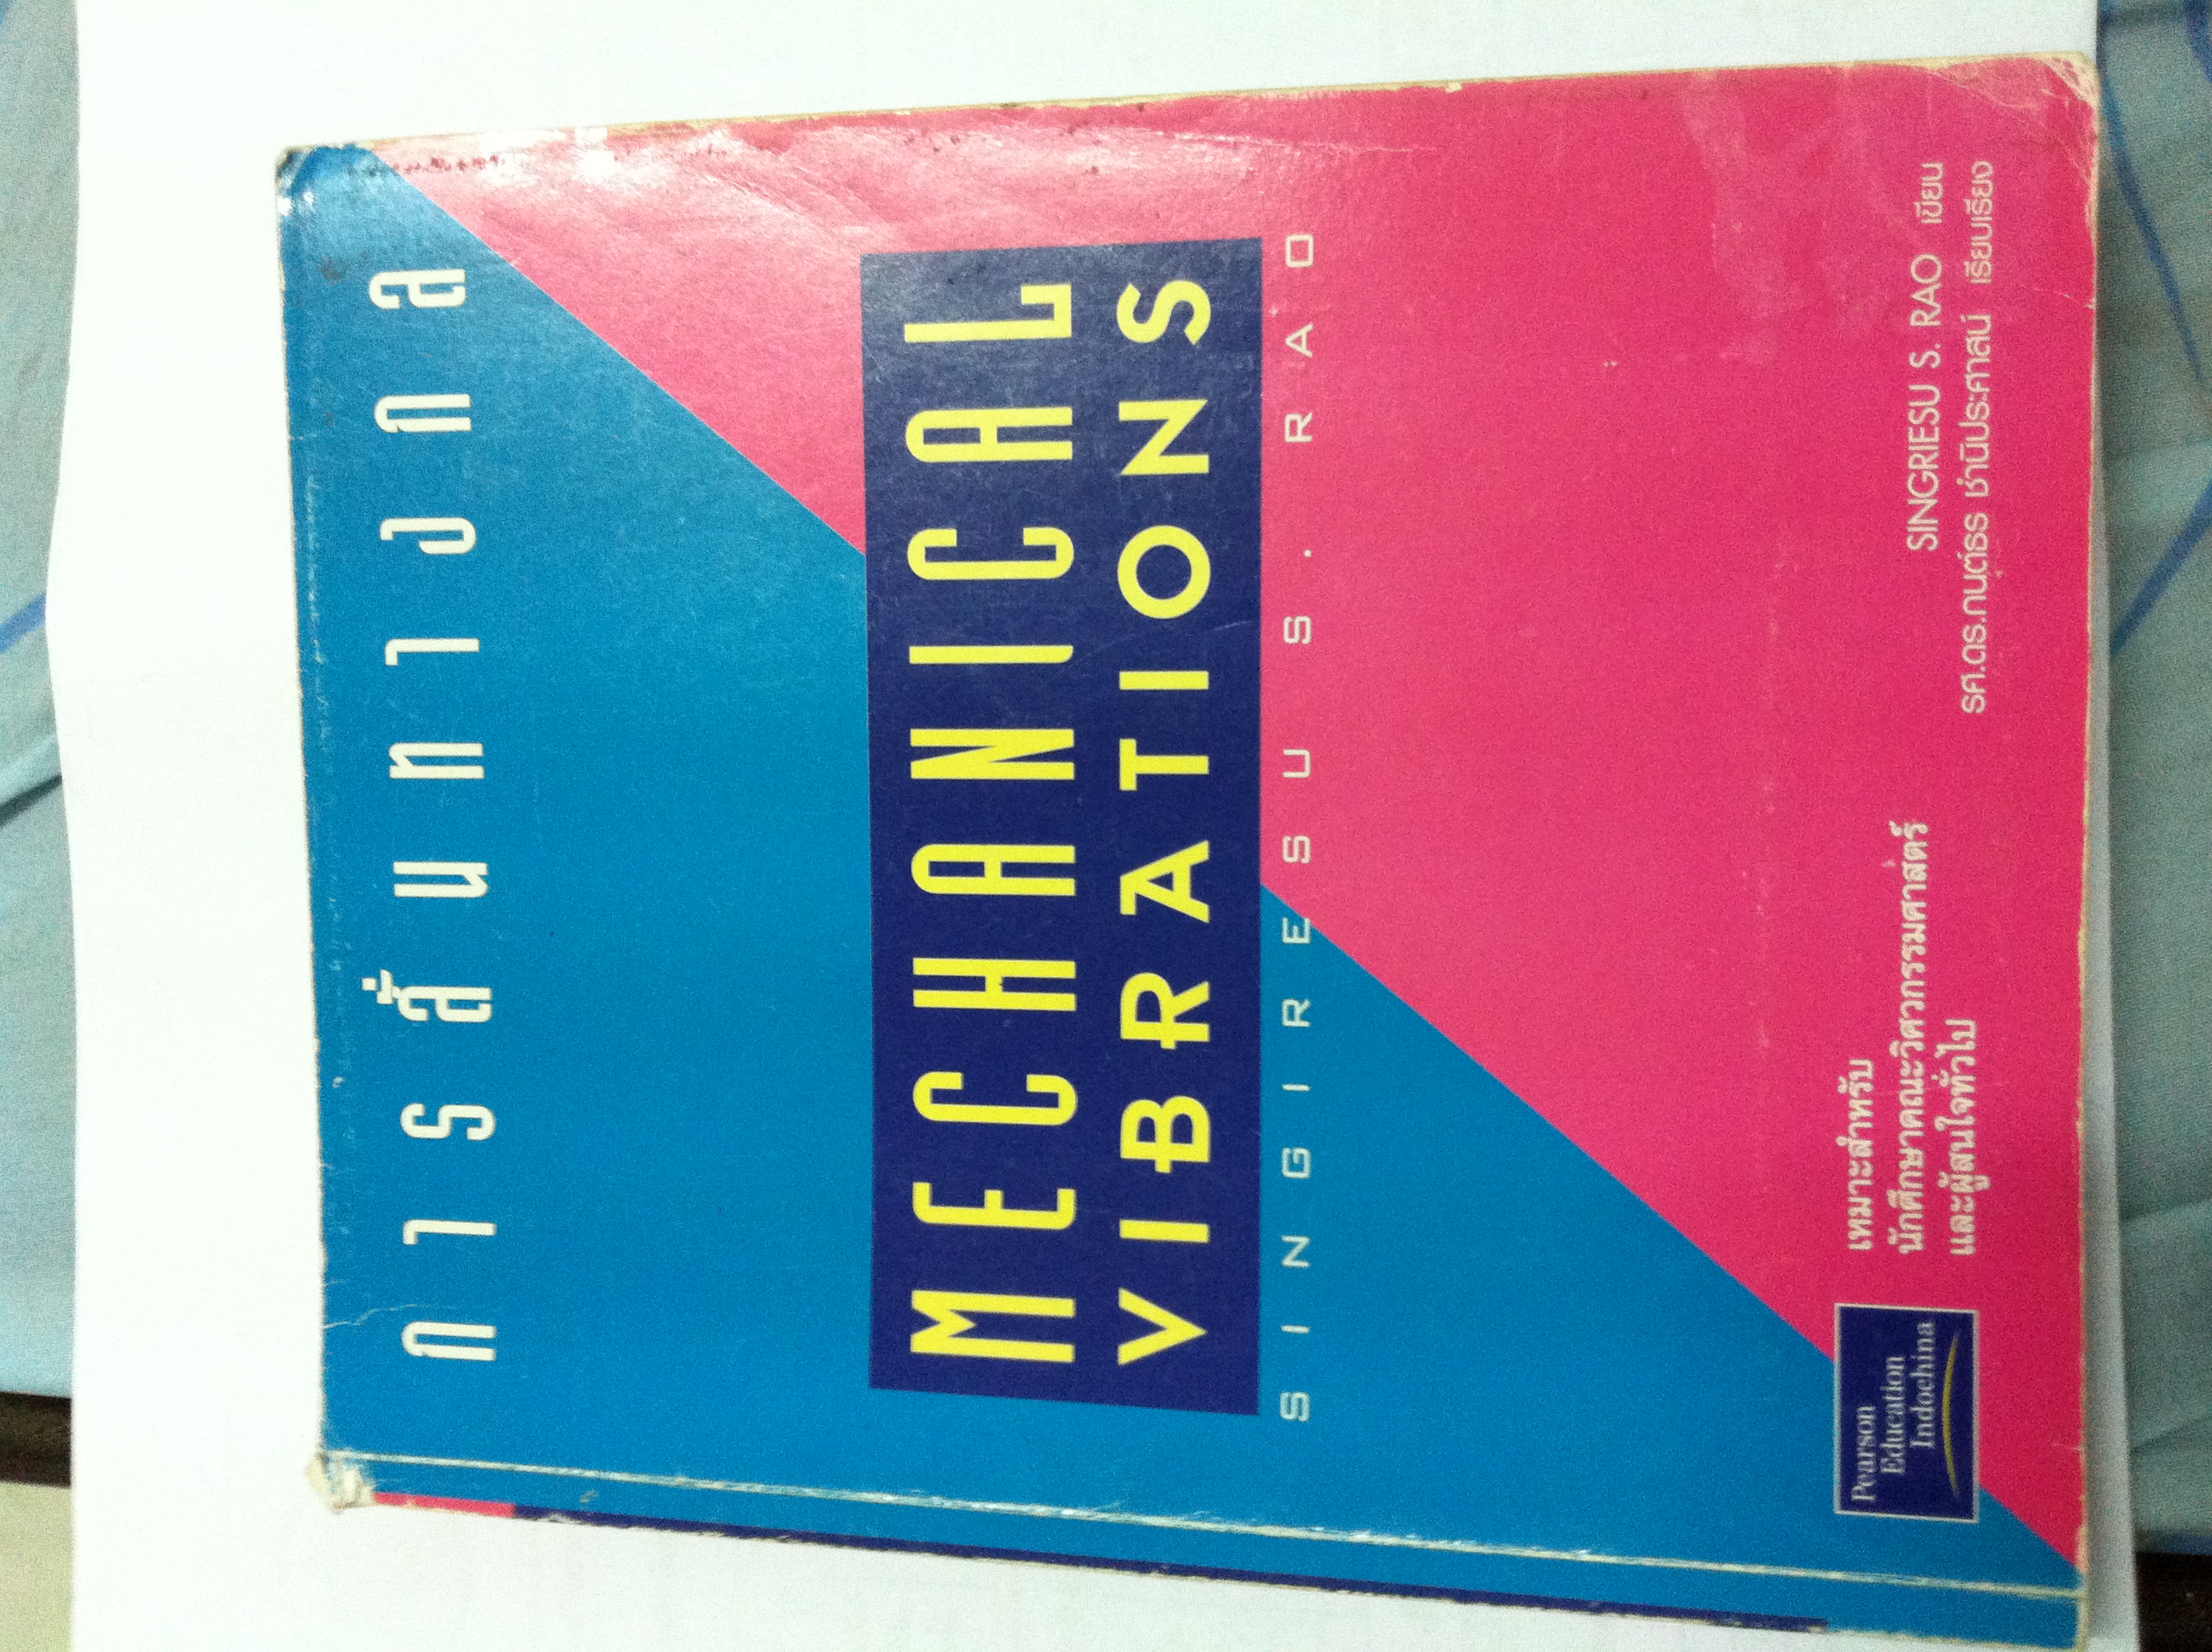 การสั่นทางกล
MECHANICAL
VIBRATIONS
SINGIRESU S. RAO
SINGRIESU S. RAO เขียน
รศ.ดร.กนต์ธร ชำนิประศาสน์ เรียบเรียง
เหมาะสำหรับ
นักศึกษาคณะวิศวกรรมศาสตร์
และผู้สนใจทั่วไป
Pearson
Education
Indochina